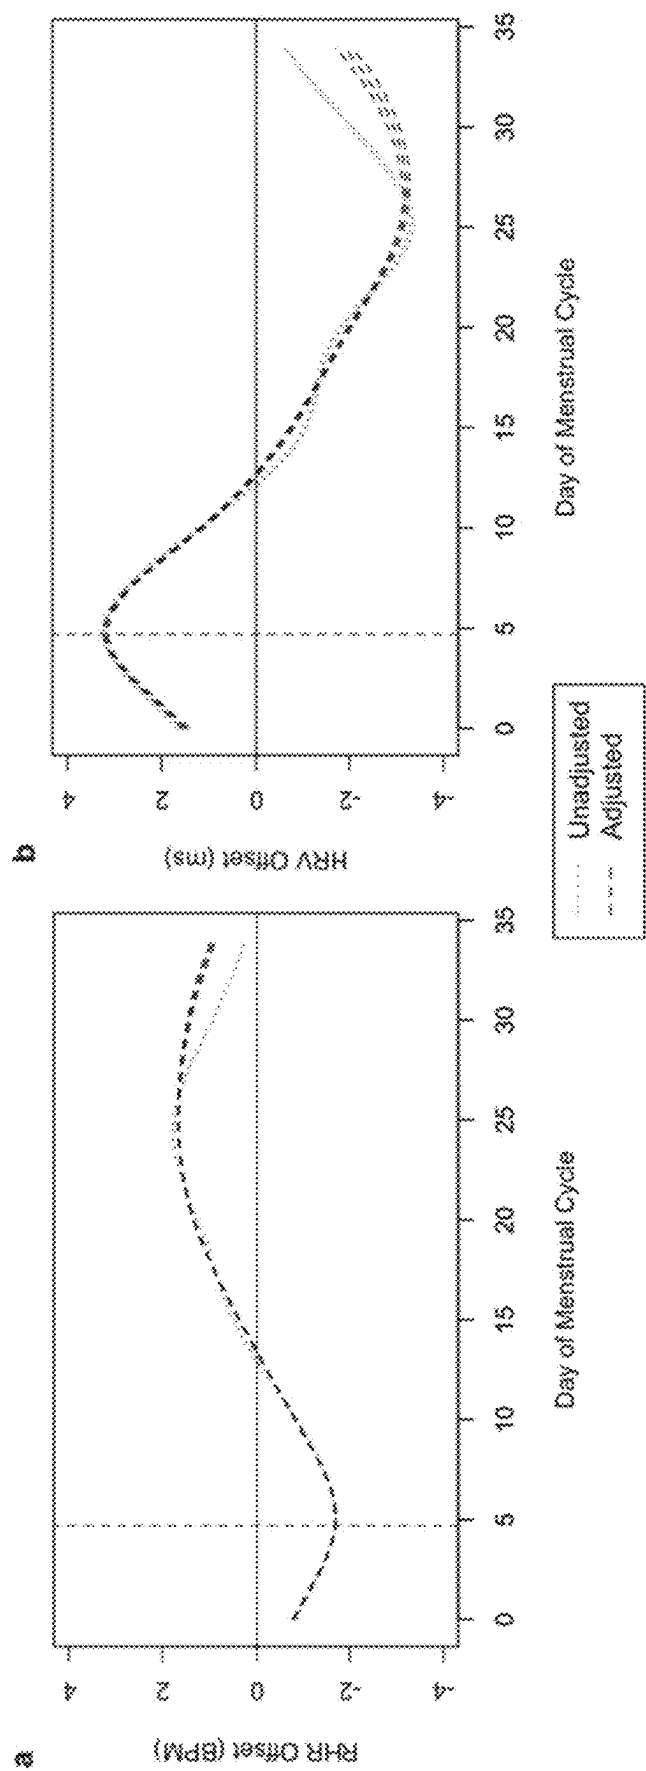 a
RHR Offset (BPM)
4
2
0
-2
-4
0 5 10 15 20 25 30 35
Day of Menstrual Cycle
b
HRV Offset (ms)
4
2
0
-2
-4
0 5 10 15 20 25 30 35
Day of Menstrual Cycle
Unadjusted
Adjusted